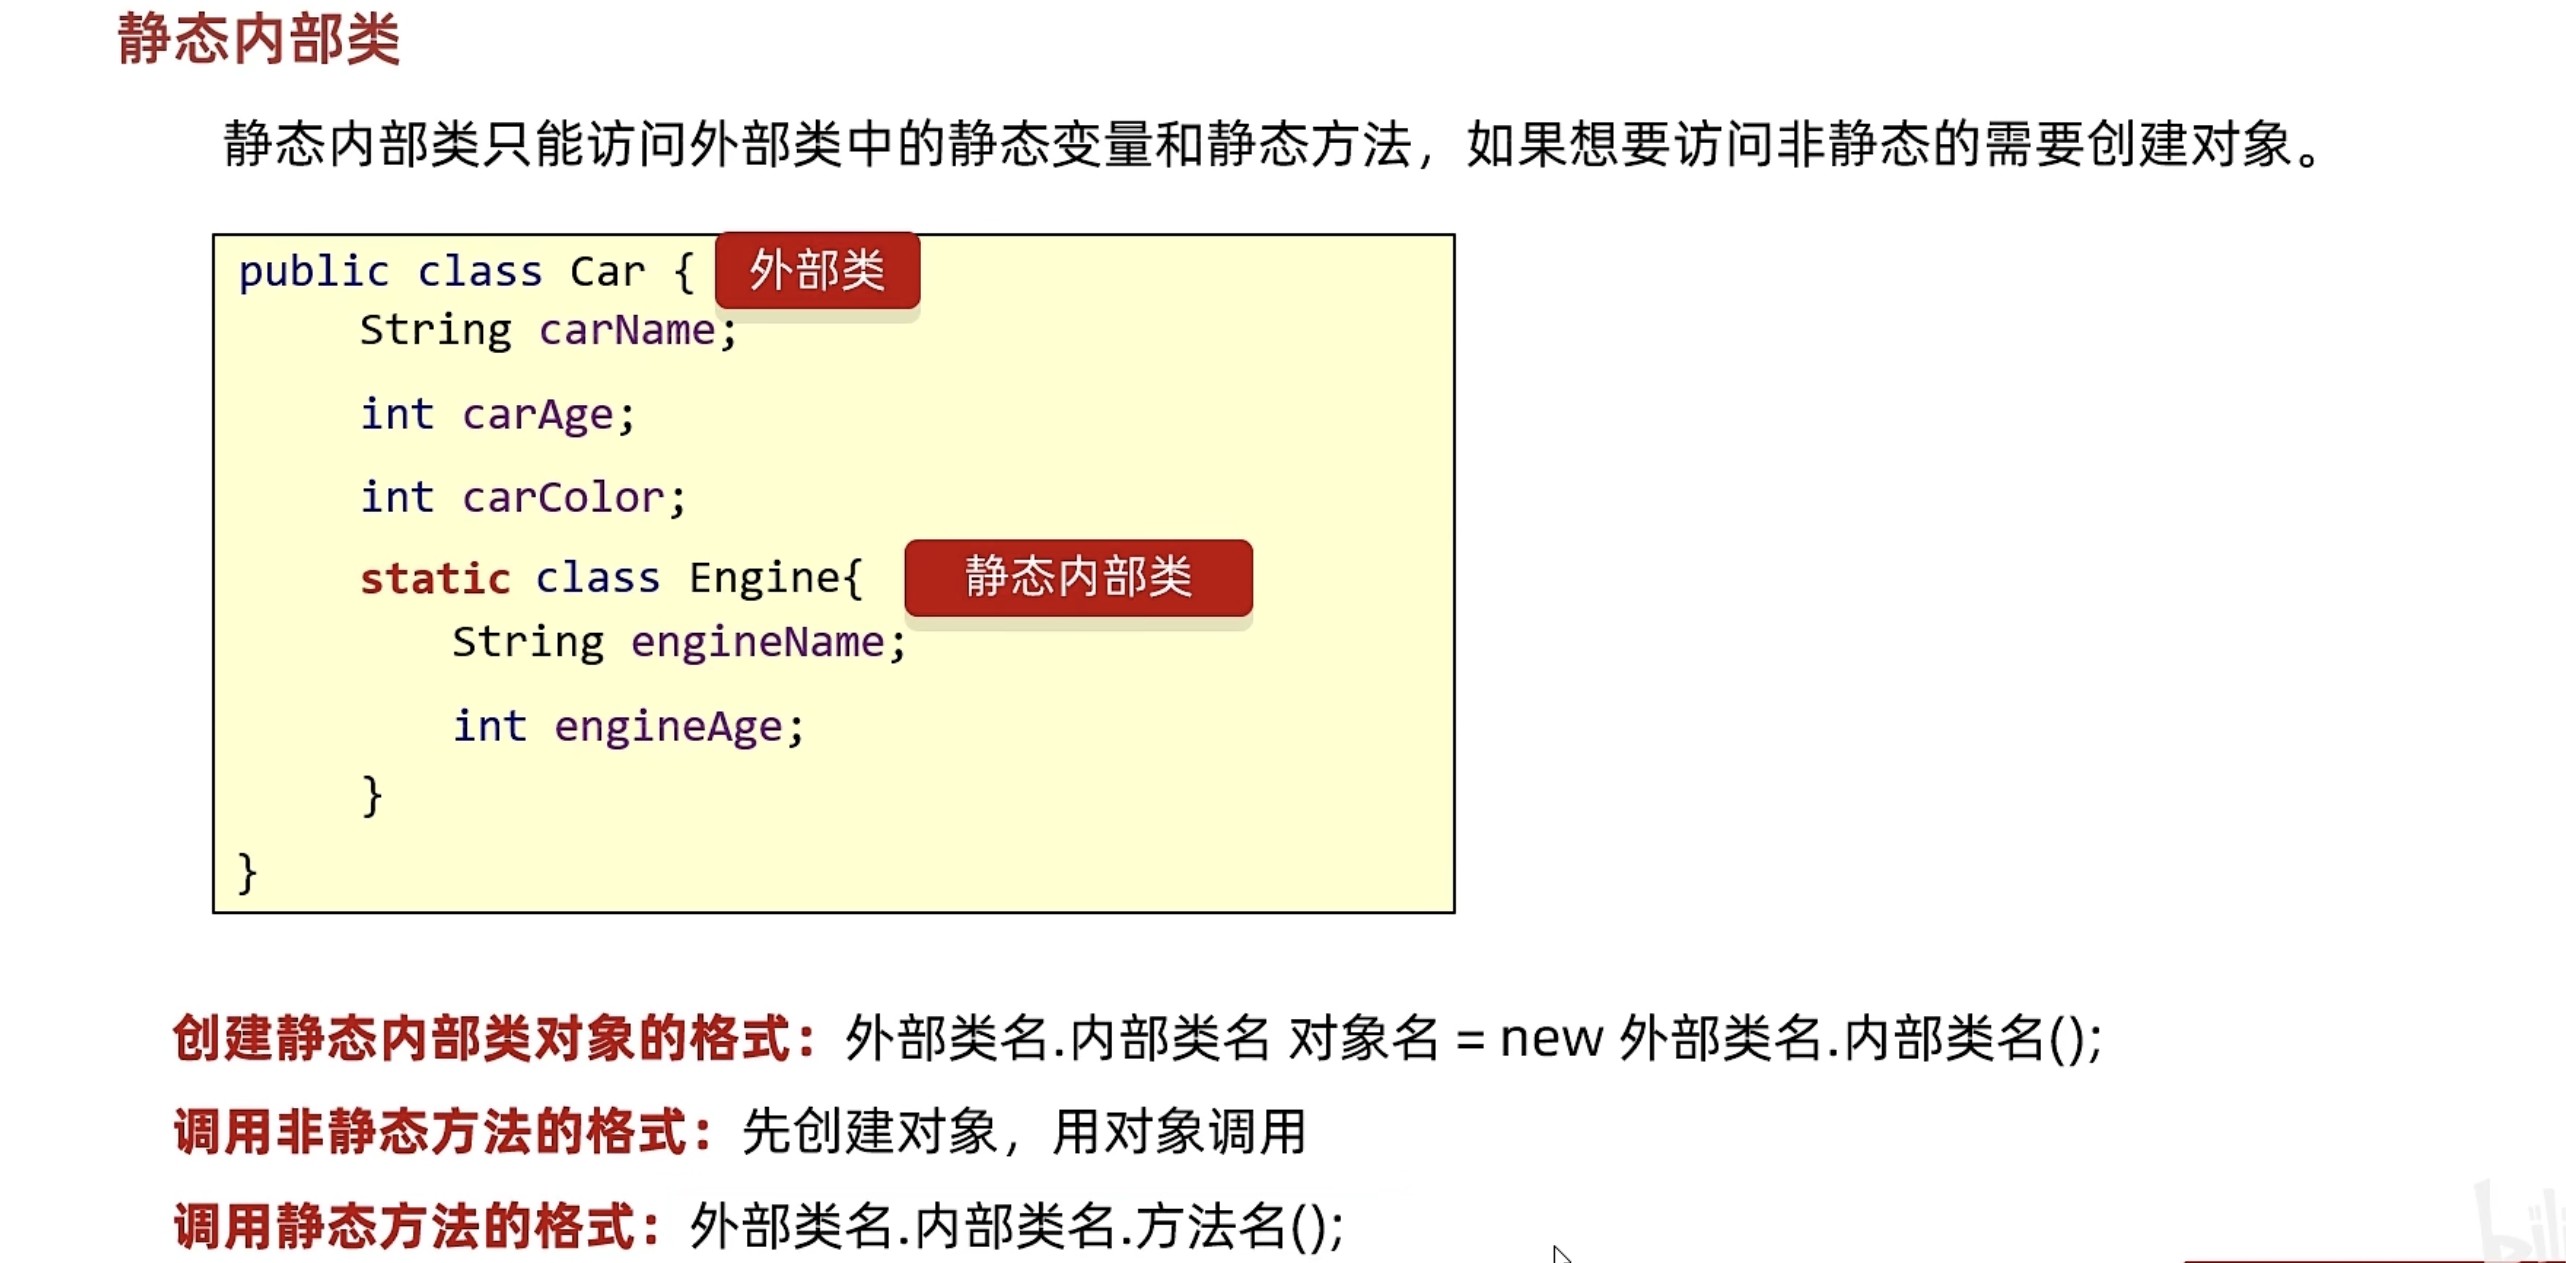 静态内部类
静态内部类只能访问外部类中的静态变量和静态方法，如果想要访问非静态的需要创建对象。
public class Car { 外部类
String carName;
int carAge;
int carColor;
static class Engine{ 静态内部类
String engineName;
int engineAge;
}
}
创建静态内部类对象的格式：外部类名.内部类名 对象名 = new 外部类名.内部类名();
调用非静态方法的格式：先创建对象，用对象调用
调用静态方法的格式：外部类名.内部类名.方法名();